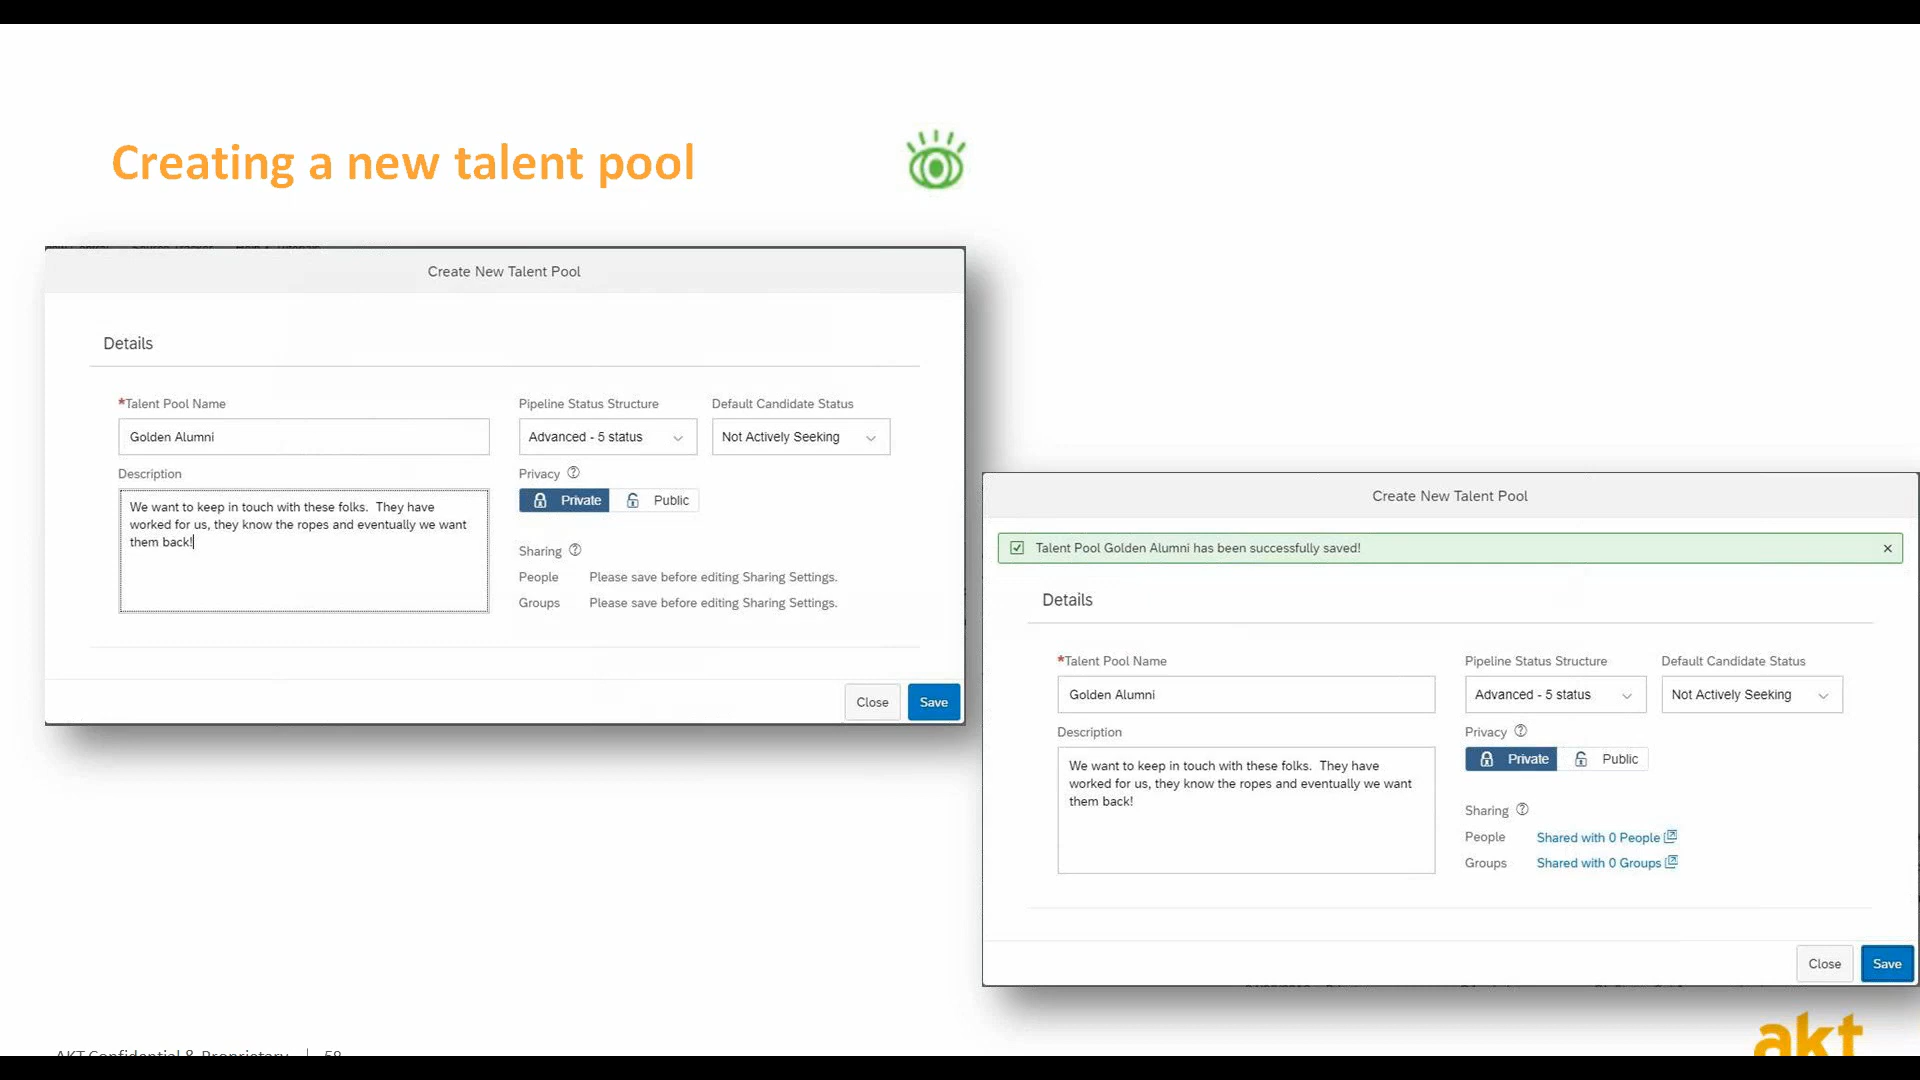 Creating a new talent pool
Create New Talent Pool
Details
*Talent Pool Name
Pipeline Status Structure
Default Candidate Status
Golden Alumni
Advanced - 5 status
Not Actively Seeking
Description
Privacy
We want to keep in touch with these folks.  They have
worked for us, they know the ropes and eventually we want
them back!
Private
Public
Sharing
People
Please save before editing Sharing Settings.
Groups
Please save before editing Sharing Settings.
Close
Save
Create New Talent Pool
Talent Pool Golden Alumni has been successfully saved!
Details
*Talent Pool Name
Pipeline Status Structure
Default Candidate Status
Golden Alumni
Advanced - 5 status
Not Actively Seeking
Description
Privacy
We want to keep in touch with these folks.  They have
worked for us, they know the ropes and eventually we want
them back!
Private
Public
Sharing
People
Shared with 0 People
Groups
Shared with 0 Groups
Close
Save
AKT Confidential & Proprietary | 58
akt